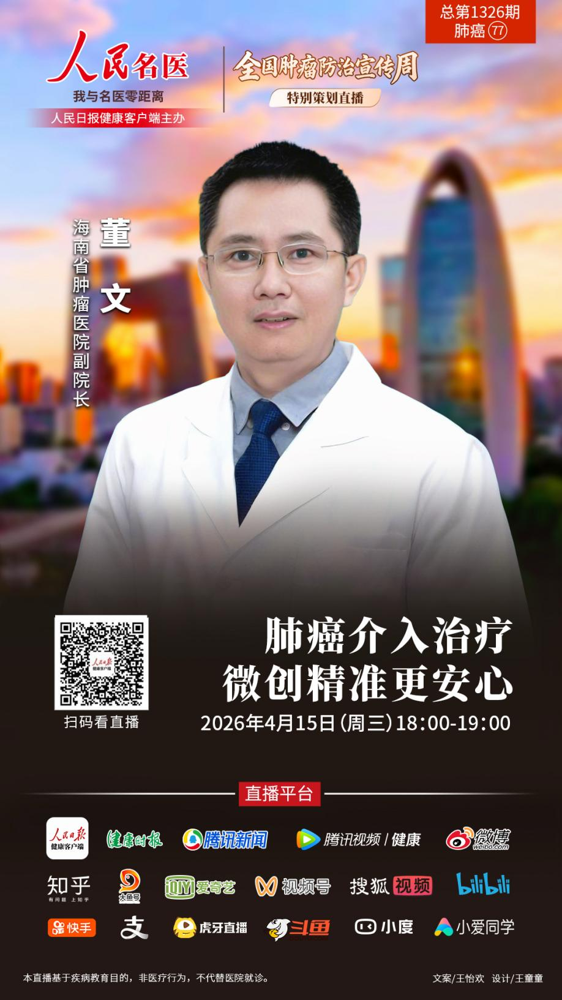 总第1326期
肺癌 77
人民名医
我与名医零距离
人民日报健康客户端主办
全国肿瘤防治宣传周
特别策划直播
董文
海南省肿瘤医院副院长
人民日报
健康客户端
扫码看直播
肺癌介入治疗
微创精准更安心
2026年4月15日（周三）18：00-19：00
直播平台
人民日报 健康客户端
健康时报
腾讯新闻
腾讯视频 | 健康
微博 weibo.com
知乎 有问题 上知乎
大鱼号
iQIYI 爱奇艺
视频号
搜狐视频
bilibili
快手
支
虎牙直播
斗鱼
小度
小爱同学
本直播基于疾病教育目的，非医疗行为，不代替医院就诊。
文案/王怡欢 设计/王童童